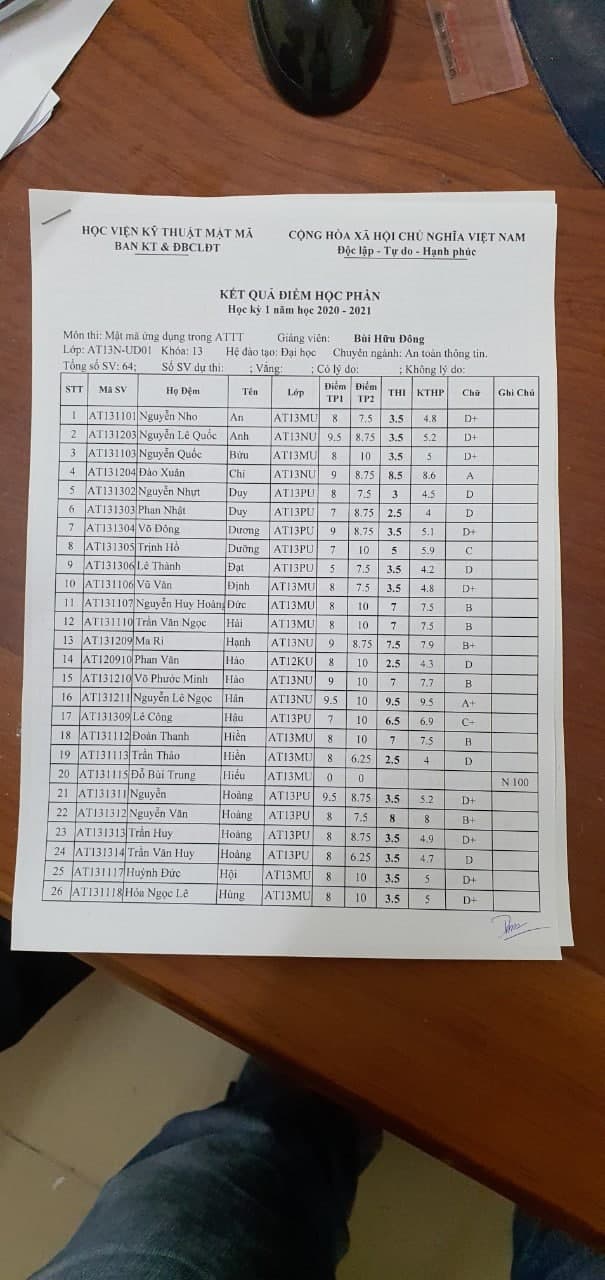 HỌC VIỆN KỸ THUẬT MẬT MÃ CỘNG HÒA XÃ HỘI CHỦ NGHĨA VIỆT NAM
BAN KT & ĐBCLĐT Độc lập - Tự do - Hạnh phúc
KẾT QUẢ ĐIỂM HỌC PHẦN
Học kỳ 1 năm học 2020 - 2021
Môn thi: Mật mã ứng dụng trong ATTT Giảng viên: Bùi Hữu Đông
Lớp: AT13N-UD01 Khóa: 13 Hệ đào tạo: Đại học Chuyên ngành: An toàn thông tin.
Tổng số SV: 64; Số SV dự thi: ; Vắng: ; Có lý do: ; Không lý do:
STT Mã SV Họ Đệm Tên Lớp Điểm TP1 Điểm TP2 THI KTHP Chữ Ghi Chú
1 AT131101 Nguyễn Nho An AT13MU 8 7.5 3.5 4.8 D+
2 AT131203 Nguyễn Lê Quốc Anh AT13NU 9.5 8.75 3.5 5.2 D+
3 AT131103 Nguyễn Quốc Bửu AT13MU 8 10 3.5 5 D+
4 AT131204 Đào Xuân Chi AT13NU 9 8.75 8.5 8.6 A
5 AT131302 Nguyễn Nhựt Duy AT13PU 8 7.5 3 4.5 D
6 AT131303 Phan Nhật Duy AT13PU 7 8.75 2.5 4 D
7 AT131304 Võ Đông Dương AT13PU 9 8.75 3.5 5.1 D+
8 AT131305 Trịnh Hồ Dưỡng AT13PU 7 10 5 5.9 C
9 AT131306 Lê Thành Đạt AT13PU 5 7.5 3.5 4.2 D
10 AT131106 Vũ Văn Định AT13MU 8 7.5 3.5 4.8 D+
11 AT131107 Nguyễn Huy Hoàng Đức AT13MU 8 10 7 7.5 B
12 AT131110 Trần Văn Ngọc Hải AT13MU 8 10 7 7.5 B
13 AT131209 Ma Ri Hạnh AT13NU 9 8.75 7.5 7.9 B+
14 AT120910 Phan Văn Hào AT12KU 8 10 2.5 4.3 D
15 AT131210 Võ Phước Minh Hào AT13NU 9 10 7 7.7 B
16 AT131211 Nguyễn Lê Ngọc Hân AT13NU 9.5 10 9.5 9.5 A+
17 AT131309 Lê Công Hậu AT13PU 7 10 6.5 6.9 C+
18 AT131112 Đoàn Thanh Hiền AT13MU 8 10 7 7.5 B
19 AT131113 Trần Thảo Hiền AT13MU 8 6.25 2.5 4 D
20 AT131115 Đỗ Bùi Trung Hiếu AT13MU 0 0 N 100
21 AT131311 Nguyễn Hoàng AT13PU 9.5 8.75 3.5 5.2 D+
22 AT131312 Nguyễn Văn Hoàng AT13PU 8 7.5 8 8 B+
23 AT131313 Trần Huy Hoàng AT13PU 8 8.75 3.5 4.9 D+
24 AT131314 Trần Văn Huy Hoàng AT13PU 8 6.25 3.5 4.7 D
25 AT131117 Huỳnh Đức Hội AT13MU 8 10 3.5 5 D+
26 AT131118 Hỏa Ngọc Lê Hùng AT13MU 8 10 3.5 5 D+